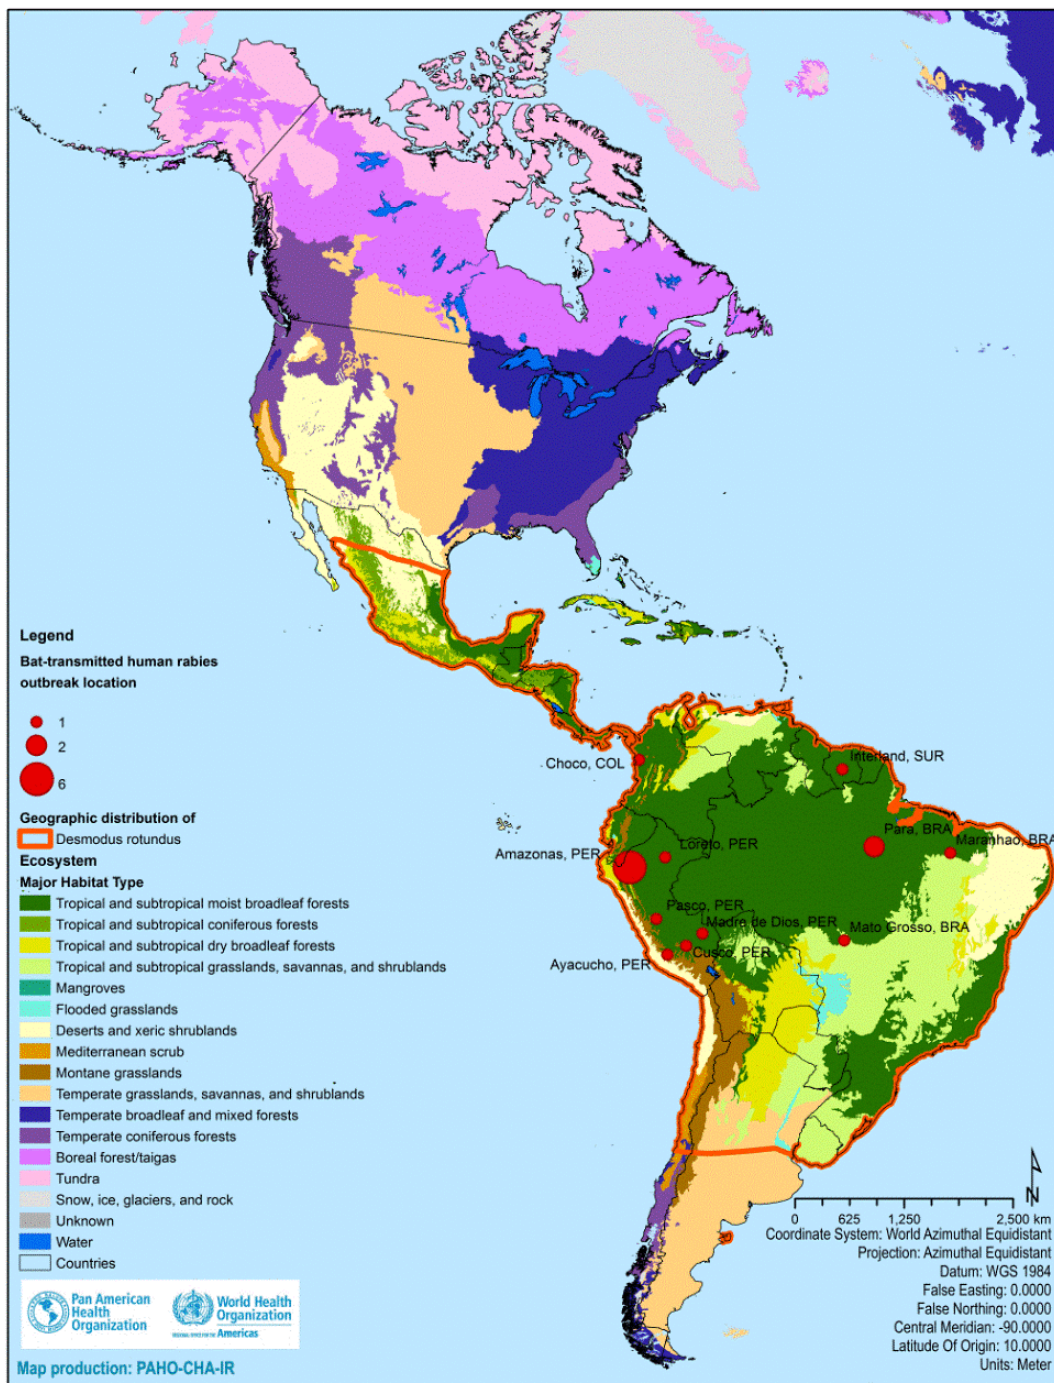 Legend
Bat-transmitted human rabies
outbreak location
1
2
6
Geographic distribution of
Desmodus rotundus
Ecosystem
Major Habitat Type
Tropical and subtropical moist broadleaf forests
Tropical and subtropical coniferous forests
Tropical and subtropical dry broadleaf forests
Tropical and subtropical grasslands, savannas, and shrublands
Mangroves
Flooded grasslands
Deserts and xeric shrublands
Mediterranean scrub
Montane grasslands
Temperate grasslands, savannas, and shrublands
Temperate broadleaf and mixed forests
Temperate coniferous forests
Boreal forest/taigas
Tundra
Snow, ice, glaciers, and rock
Unknown
Water
Countries
Pan American
Health
Organization
World Health
Organization
REGIONAL OFFICE FOR THE Americas
Map production: PAHO-CHA-IR
Choco, COL
Interland, SUR
Amazonas, PER
Loreto, PER
Para, BRA
Maranhao, BRA
Pasco, PER
Madre de Dios, PER
Mato Grosso, BRA
Cusco, PER
Ayacucho, PER
N
0 625 1,250 2,500 km
Coordinate System: World Azimuthal Equidistant
Projection: Azimuthal Equidistant
Datum: WGS 1984
False Easting: 0.0000
False Northing: 0.0000
Central Meridian: -90.0000
Latitude Of Origin: 10.0000
Units: Meter